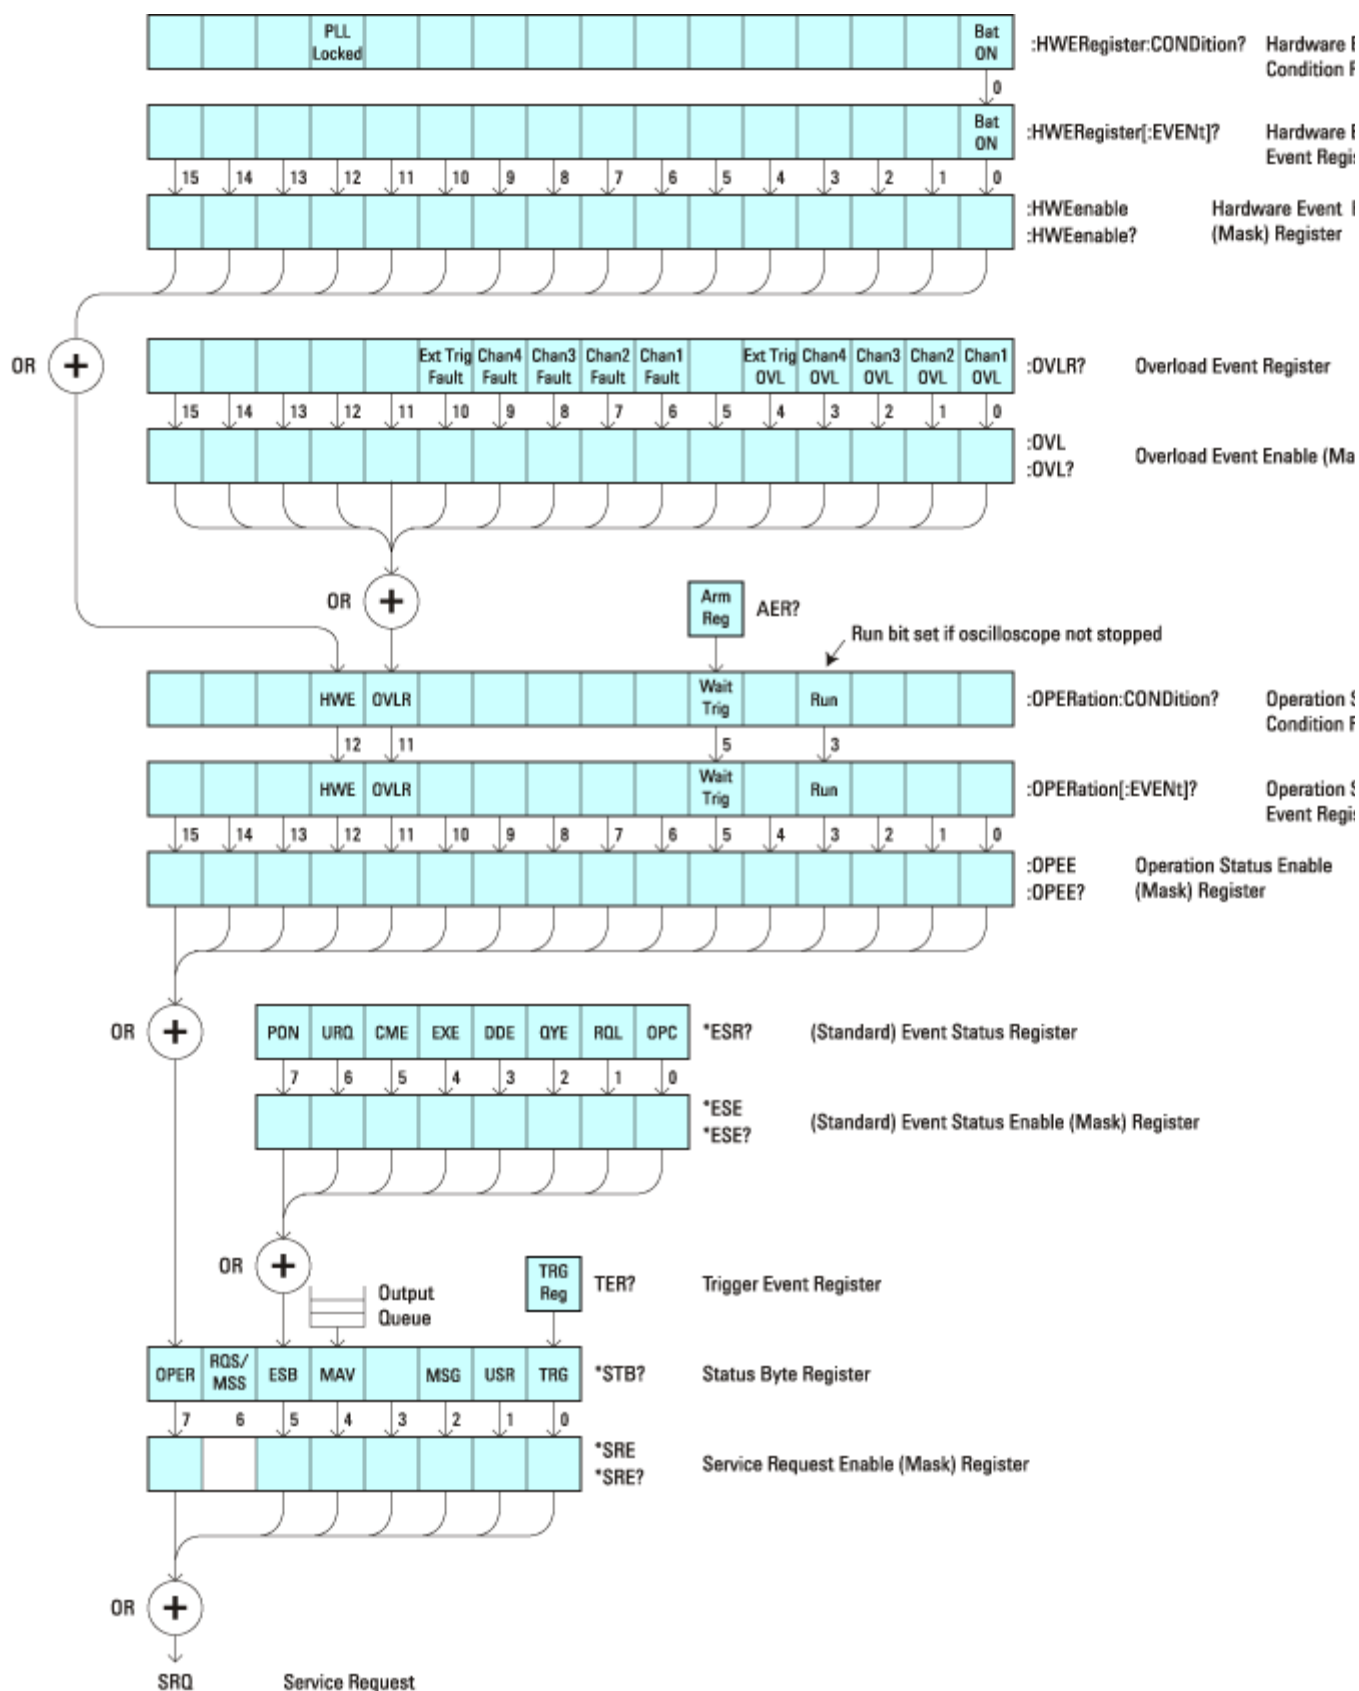 PLL Locked
Bat ON
:HWERegister:CONDition? Hardware
Condition
0
Bat ON
:HWERegister[:EVENt]? Hardware
Event
15 14 13 12 11 10 9 8 7 6 5 4 3 2 1 0
:HWEenable Hardware Event
:HWEenable? (Mask) Register
OR +
Ext Trig Fault
Chan4 Fault
Chan3 Fault
Chan2 Fault
Chan1 Fault
Ext Trig OVL
Chan4 OVL
Chan3 OVL
Chan2 OVL
Chan1 OVL
:OVLR? Overload Event Register
15 14 13 12 11 10 9 8 7 6 5 4 3 2 1 0
:OVL
:OVL?
Overload Event Enable
OR +
Arm Reg
AER?
Run bit set if oscilloscope not stopped
HWE OVLR
Wait Trig
Run
:OPERation:CONDition? Operation
Condition
12 11 5 3
HWE OVLR
Wait Trig
Run
:OPERation[:EVENt]? Operation
Event
15 14 13 12 11 10 9 8 7 6 5 4 3 2 1 0
:OPEE Operation Status Enable
:OPEE? (Mask) Register
OR +
PON URQ CME EXE DDE QYE RQL OPC
*ESR? (Standard) Event Status Register
7 6 5 4 3 2 1 0
*ESE
*ESE?
(Standard) Event Status Enable (Mask) Register
OR +
Output
Queue
TRG Reg
TER? Trigger Event Register
OPER RQS/MSS ESB MAV MSG USR TRG
*STB? Status Byte Register
7 6 5 4 3 2 1 0
*SRE
*SRE?
Service Request Enable (Mask) Register
OR +
SRQ Service Request